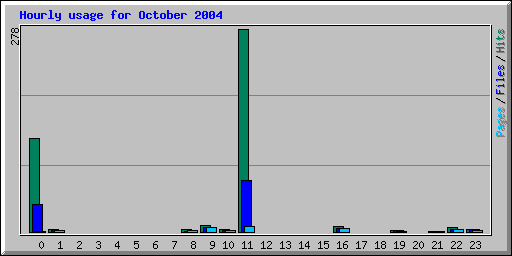 Hourly usage for October 2004
278
Pages/Files/Hits
0 1 2 3 4 5 6 7 8 9 10 11 12 13 14 15 16 17 18 19 20 21 22 23